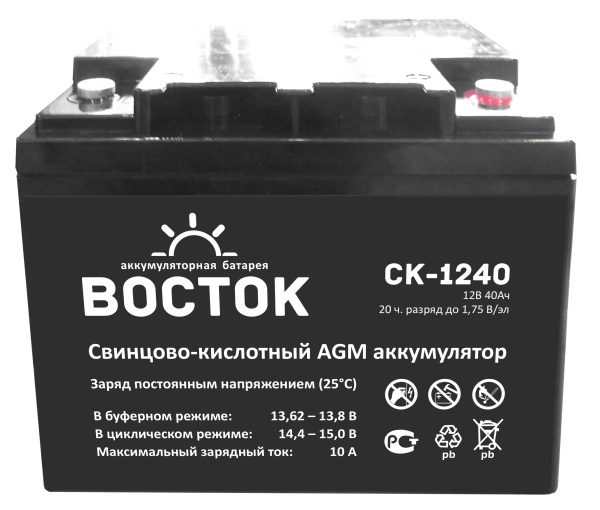 аккумуляторная батарея
ВОСТОК
СК-1240
12В 40Ач
20 ч. разряд до 1,75 В/эл
Свинцово-кислотный AGM аккумулятор
Заряд постоянным напряжением (25°С)
В буферном режиме: 13,62 – 13,8 В
В циклическом режиме: 14,4 – 15,0 В
Максимальный зарядный ток: 10 А
РСТ
pb pb